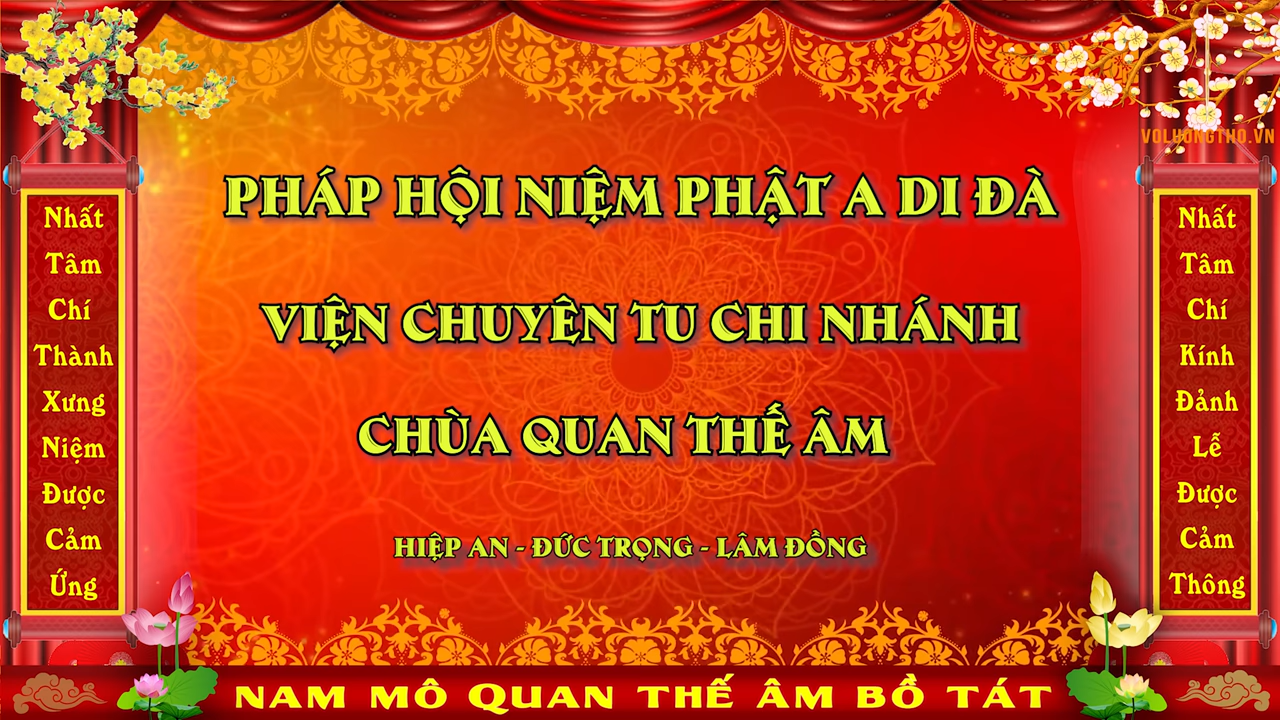 VOLUONGTHO.VN
PHÁP HỘI NIỆM PHẬT A DI ĐÀ
VIỆN CHUYÊN TU CHI NHÁNH
CHÙA QUAN THẾ ÂM
HIỆP AN - ĐỨC TRỌNG - LÂM ĐỒNG
Nhất
Tâm
Chí
Thành
Xưng
Niệm
Được
Cảm
Ứng
Nhất
Tâm
Chí
Kính
Đảnh
Lễ
Được
Cảm
Thông
NAM MÔ QUAN THẾ ÂM BỒ TÁT